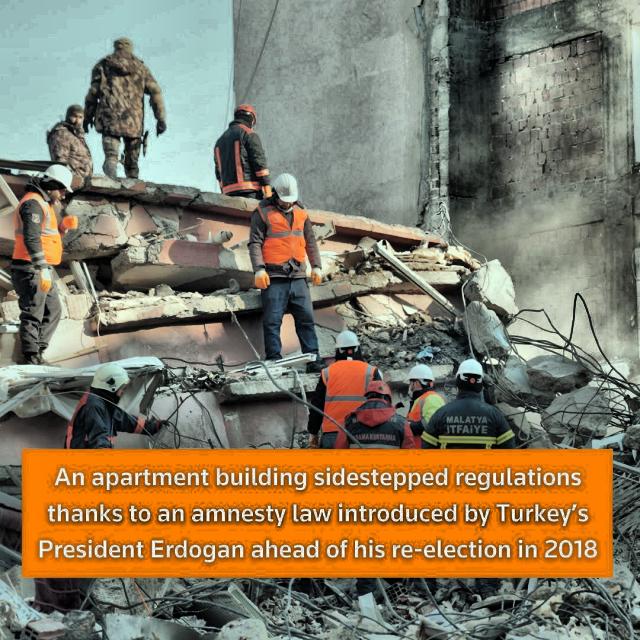 MALATYA
İTFAİYE
An apartment building sidestepped regulations
thanks to an amnesty law introduced by Turkey's
President Erdogan ahead of his re-election in 2018